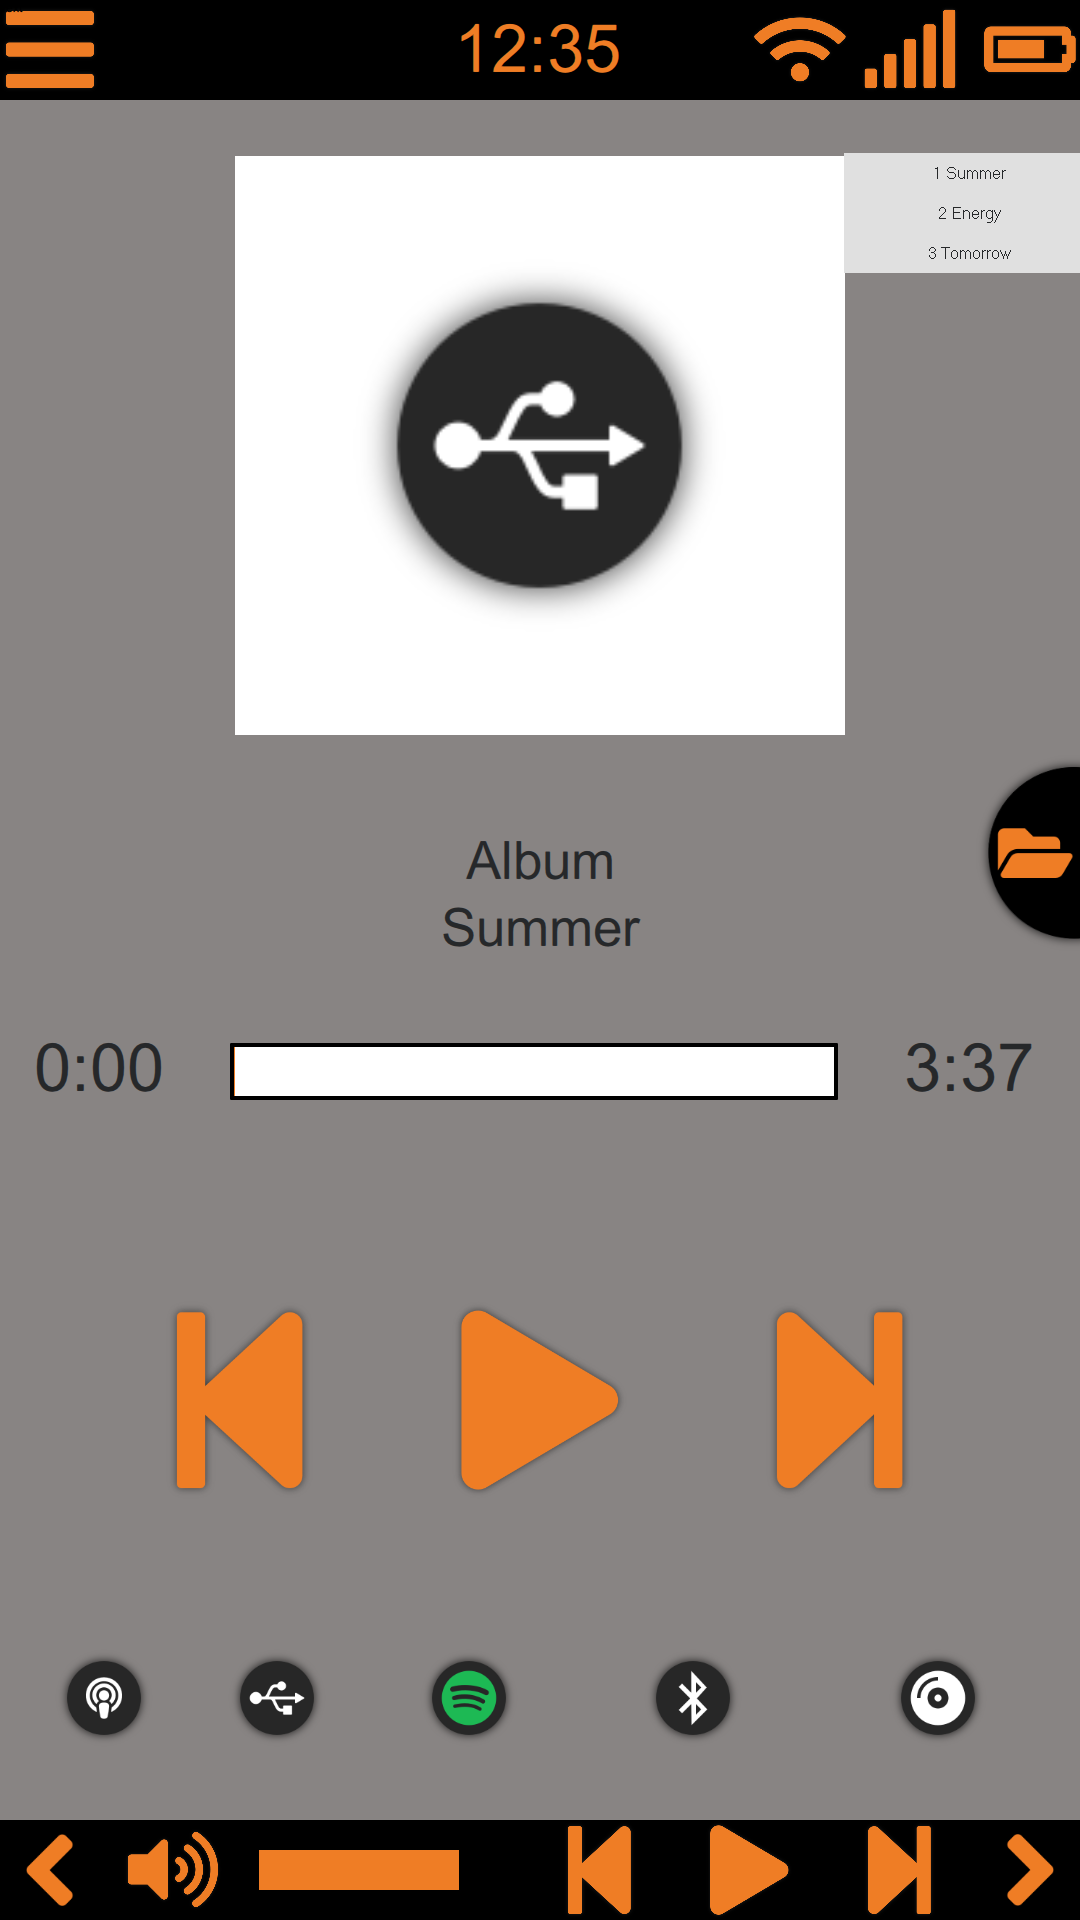 12:35
1 Summer
2 Energy
3 Tomorrow
Album
Summer
0:00
3:37